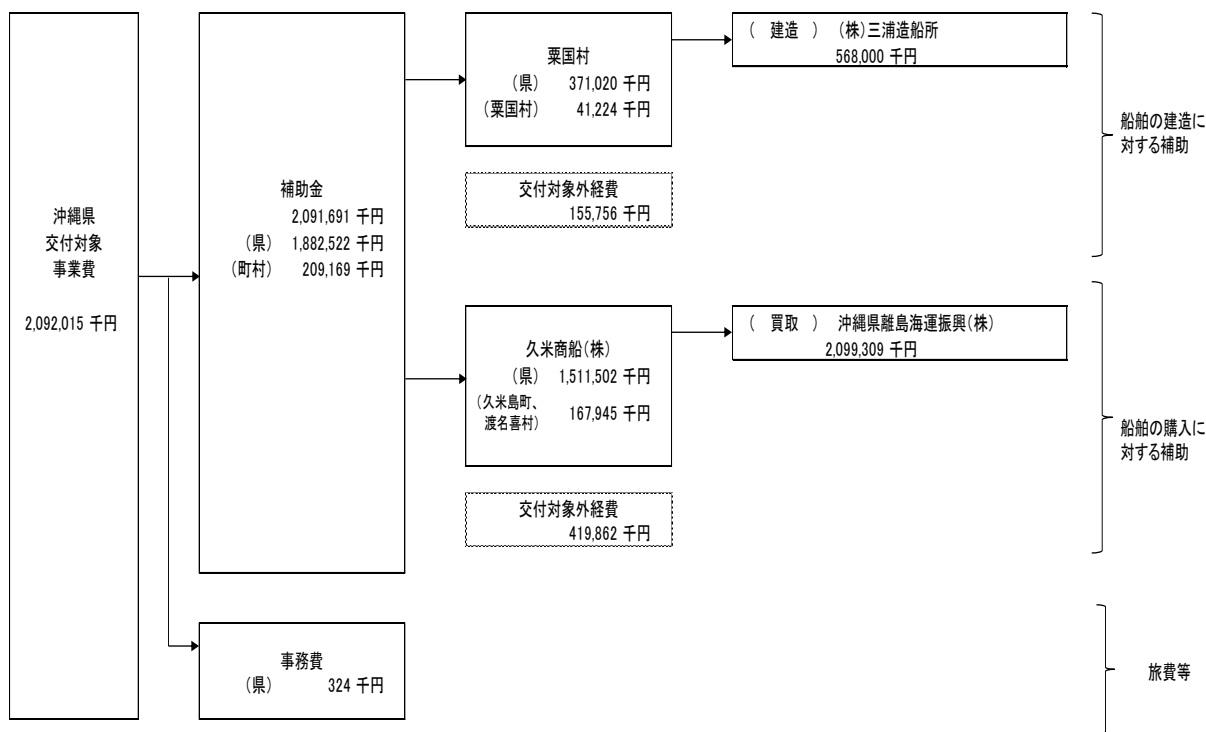 沖縄県
交付対象
事業費
2,092,015 千円
補助金
2,091,691 千円
（県） 1,882,522 千円
（町村） 209,169 千円
事務費
（県） 324 千円
粟国村
（県） 371,020 千円
（粟国村） 41,224 千円
交付対象外経費
155,756 千円
久米商船（株）
（県） 1,511,502 千円
（久米島町、
渡名喜村） 167,945 千円
交付対象外経費
419,862 千円
（ 建造 ） （株）三浦造船所
568,000 千円
（ 買取 ） 沖縄県離島海運振興（株）
2,099,309 千円
船舶の建造に
対する補助
船舶の購入に
対する補助
旅費等